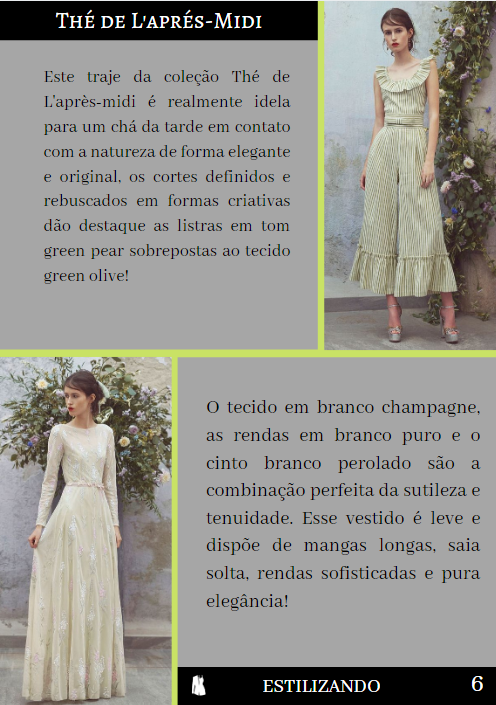 Thé de L'aprés-Midi
Este traje da coleção Thé de
L'après-midi é realmente idela
para um chá da tarde em contato
com a natureza de forma elegante
e original, os cortes definidos e
rebuscados em formas criativas
dão destaque as listras em tom
green pear sobrepostas ao tecido
green olive!
O tecido em branco champagne,
as rendas em branco puro e o
cinto branco perolado são a
combinação perfeita da sutileza e
tenuidade. Esse vestido é leve e
dispõe de mangas longas, saia
solta, rendas sofisticadas e pura
elegância!
ESTILIZANDO 6